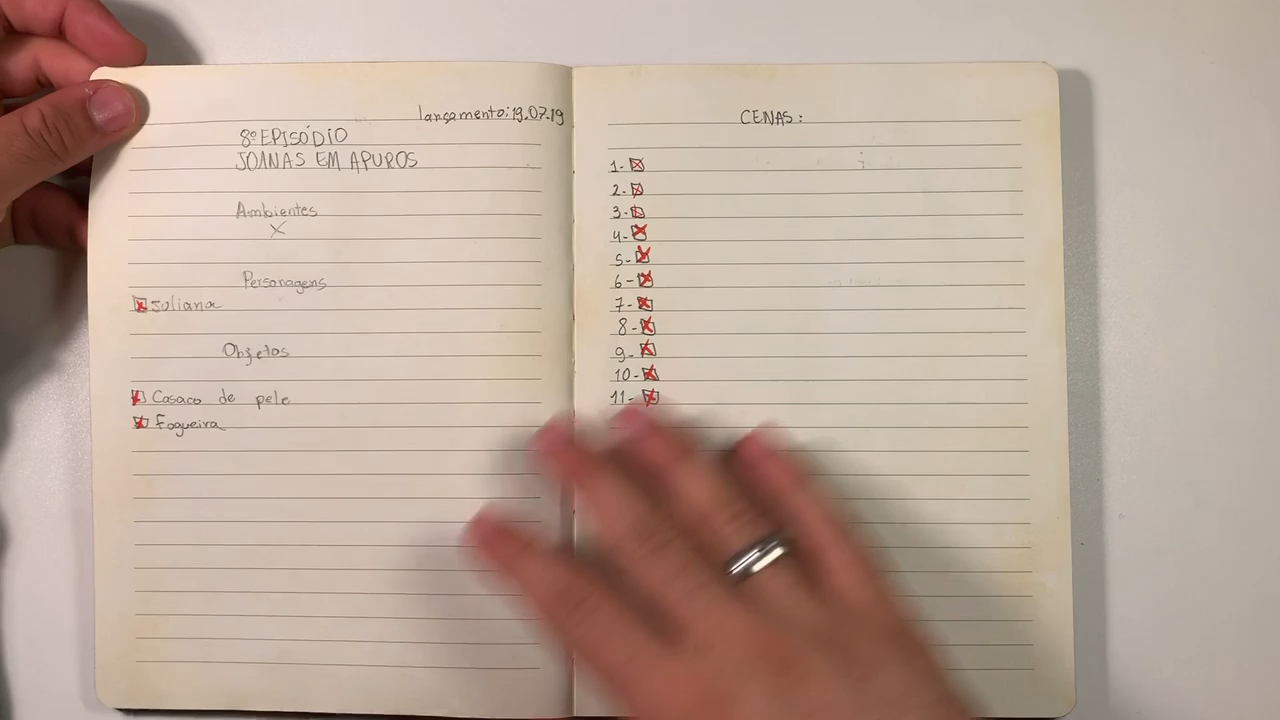 lançamento: 19.07.19
8º EPISÓDIO
JOANAS EM APUROS
Ambientes
X
Personagens
Juliana
Objetos
Casaco de pele
Fogueira
CENAS:
1-
2-
3-
4-
5-
6-
7-
8-
9-
10-
11-